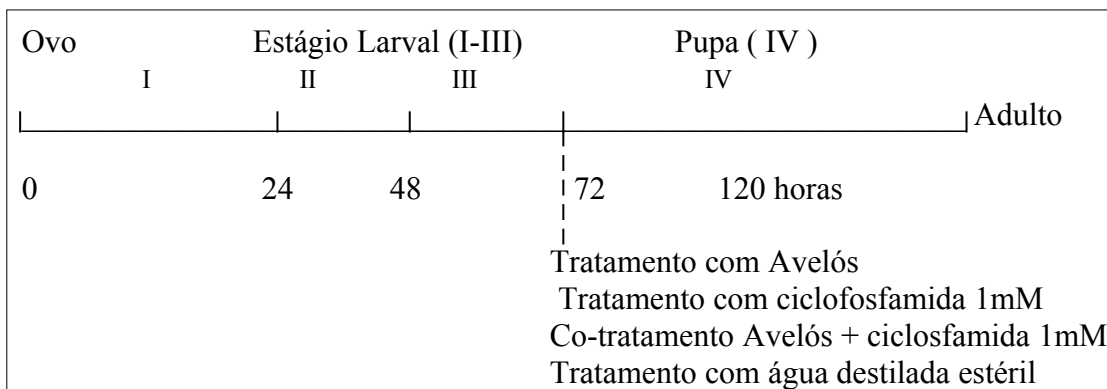 Ovo Estágio Larval (I-III) Pupa ( IV )
I II III IV
Adulto
0 24 48 72 120 horas
Tratamento com Avelós
Tratamento com ciclofosfamida 1mM
Co-tratamento Avelós + ciclosfamida 1mM
Tratamento com água destilada estéril